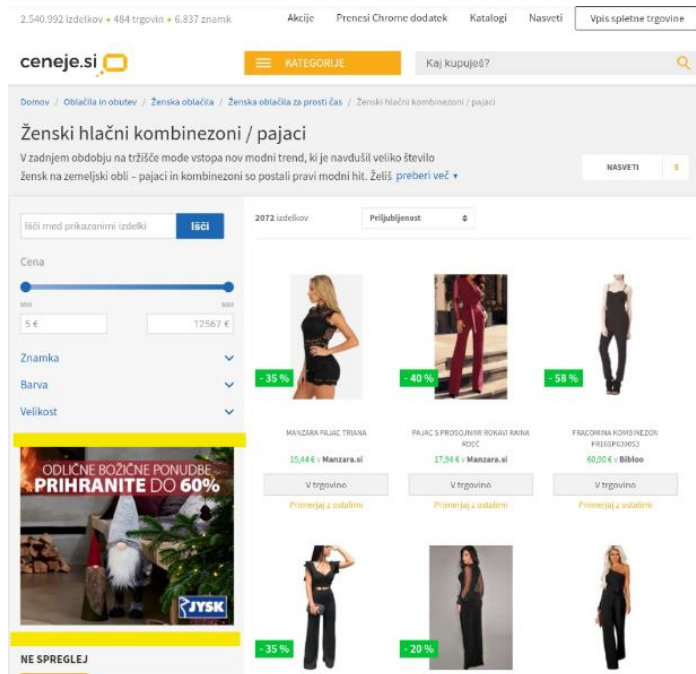 2.540.992 izdelkov • 484 trgovin • 6.837 znamk
Akcije Prenesi Chrome dodatek Katalogi Nasveti Vpis spletne trgovine
ceneje.si
KATEGORIJE
Kaj kupuješ?
Domov / Oblačila in obutev / Ženska oblačila / Ženska oblačila za prosti čas / Ženski hlačni kombinezoni / pajaci
Ženski hlačni kombinezoni / pajaci
V zadnjem obdobju na tržišče mode vstopa nov modni trend, ki je navdušil veliko število
žensk na zemeljski obli – pajaci in kombinezoni so postali pravi modni hit. Želiš preberi več
NASVETI 3
Išči med prikazanimi izdelki
Išči
Cena
MIN MAX
5 € 12567 €
Znamka
Barva
Velikost
ODLIČNE BOŽIČNE PONUDBE
PRIHRANITE DO 60%
JYSK
NE SPREGLEJ
2072 izdelkov
Priljubljenost
- 35 % - 40 % - 58 %
MANZARA PAJAC TRIANA
19,44 € v Manzara.si
V trgovino
Primerjaj z ostalimi
PAJAC S PROSOJNIMI ROKAVI RAINA
RDEČ
17,94 € v Manzara.si
V trgovino
Primerjaj z ostalimi
FRACOMINA KOMBINEZON
FR16SP639053
60,90 € v Bibloo
V trgovino
Primerjaj z ostalimi
- 35 % - 20 %